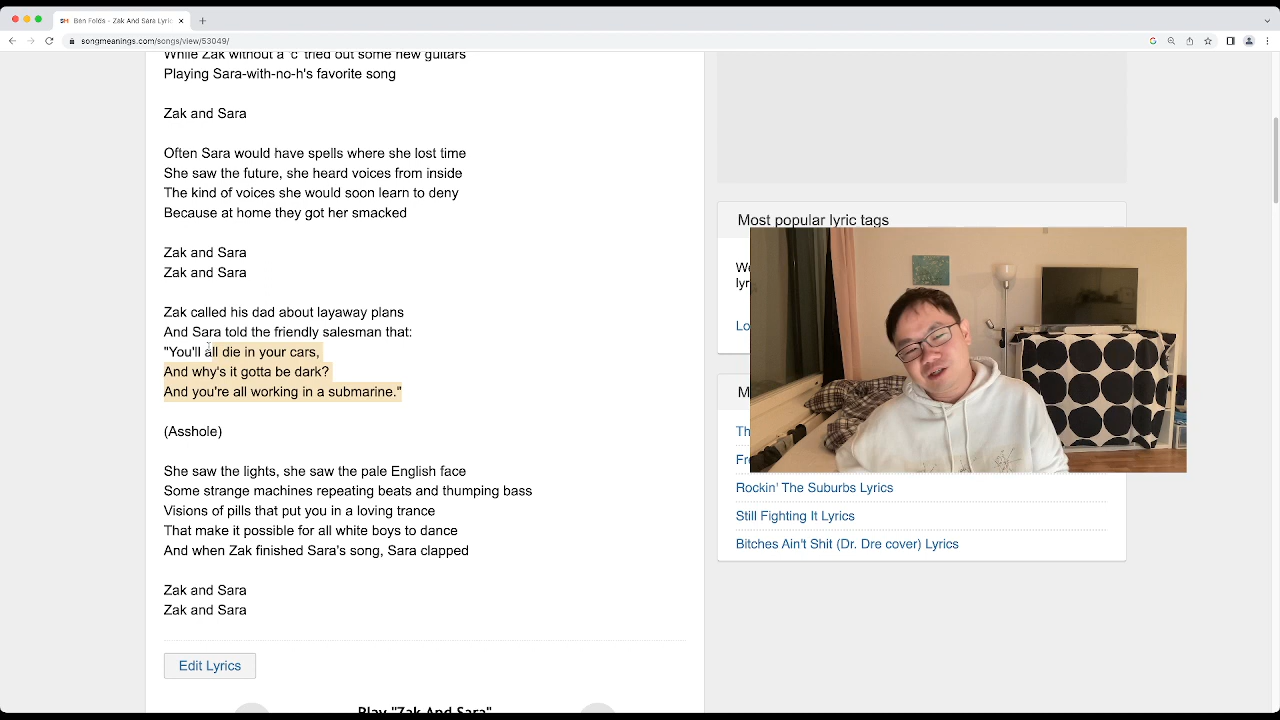 Ben Folds - Zak And Sara Lyric
songmeanings.com/songs/view/53049/
While Zak without a 'c' tried out some new guitars
Playing Sara-with-no-h's favorite song
Zak and Sara
Often Sara would have spells where she lost time
She saw the future, she heard voices from inside
The kind of voices she would soon learn to deny
Because at home they got her smacked
Zak and Sara
Zak and Sara
Zak called his dad about layaway plans
And Sara told the friendly salesman that:
"You'll all die in your cars,
And why's it gotta be dark?
And you're all working in a submarine."
(Asshole)
She saw the lights, she saw the pale English face
Some strange machines repeating beats and thumping bass
Visions of pills that put you in a loving trance
That make it possible for all white boys to dance
And when Zak finished Sara's song, Sara clapped
Zak and Sara
Zak and Sara
Edit Lyrics
Play "Zak And Sara"
Most popular lyric tags
Rockin' The Suburbs Lyrics
Still Fighting It Lyrics
Bitches Ain't Shit (Dr. Dre cover) Lyrics